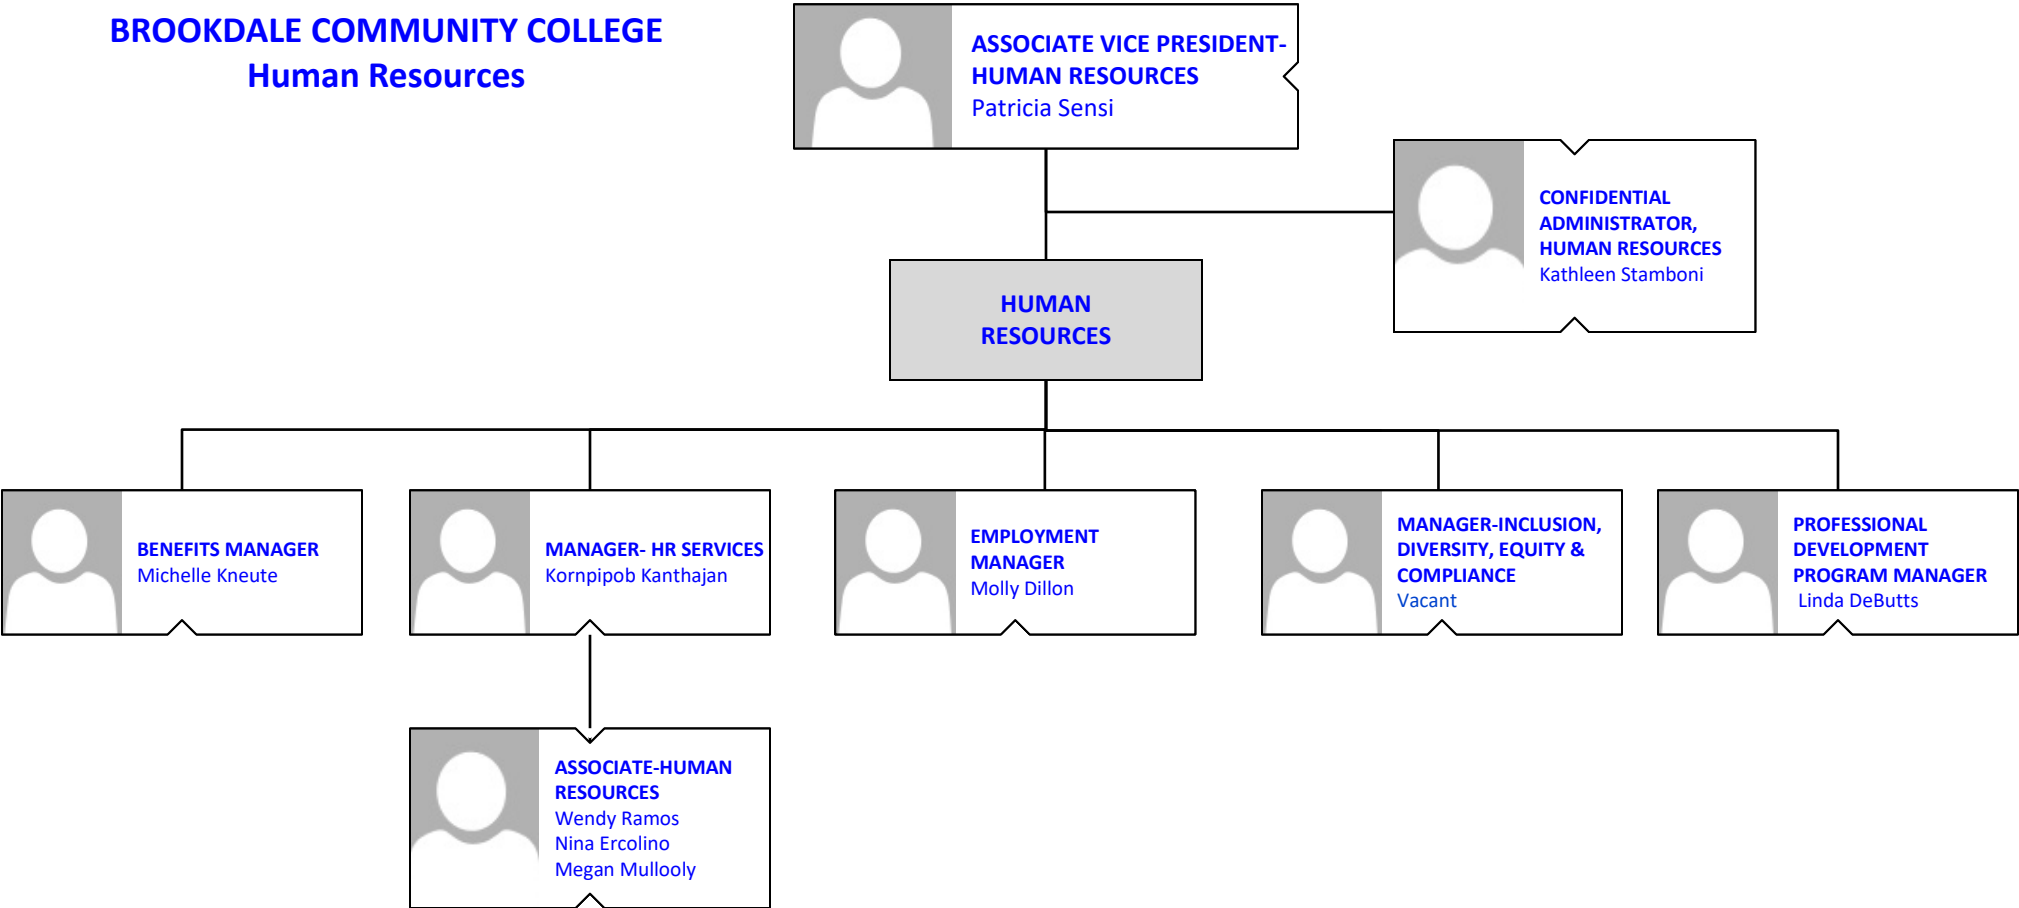 BROOKDALE COMMUNITY COLLEGE
Human Resources
ASSOCIATE VICE PRESIDENT-
HUMAN RESOURCES
Patricia Sensi
CONFIDENTIAL
ADMINISTRATOR,
HUMAN RESOURCES
Kathleen Stamboni
HUMAN
RESOURCES
BENEFITS MANAGER
Michelle Kneute
MANAGER- HR SERVICES
Kornpipob Kanthajan
EMPLOYMENT
MANAGER
Molly Dillon
MANAGER-INCLUSION,
DIVERSITY, EQUITY &
COMPLIANCE
Vacant
PROFESSIONAL
DEVELOPMENT
PROGRAM MANAGER
Linda DeButts
ASSOCIATE-HUMAN
RESOURCES
Wendy Ramos
Nina Ercolino
Megan Mullooly